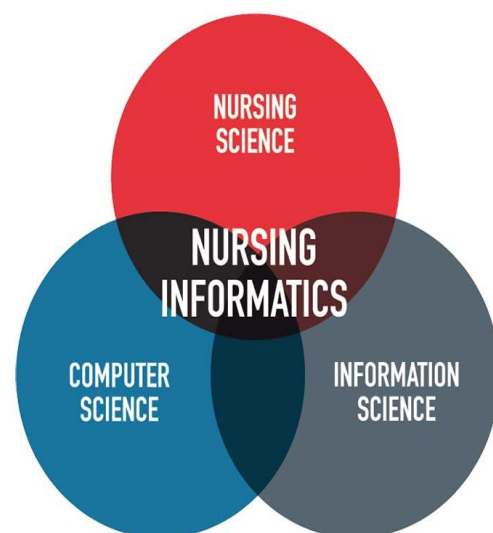 NURSING
SCIENCE
NURSING
INFORMATICS
COMPUTER
SCIENCE
INFORMATION
SCIENCE